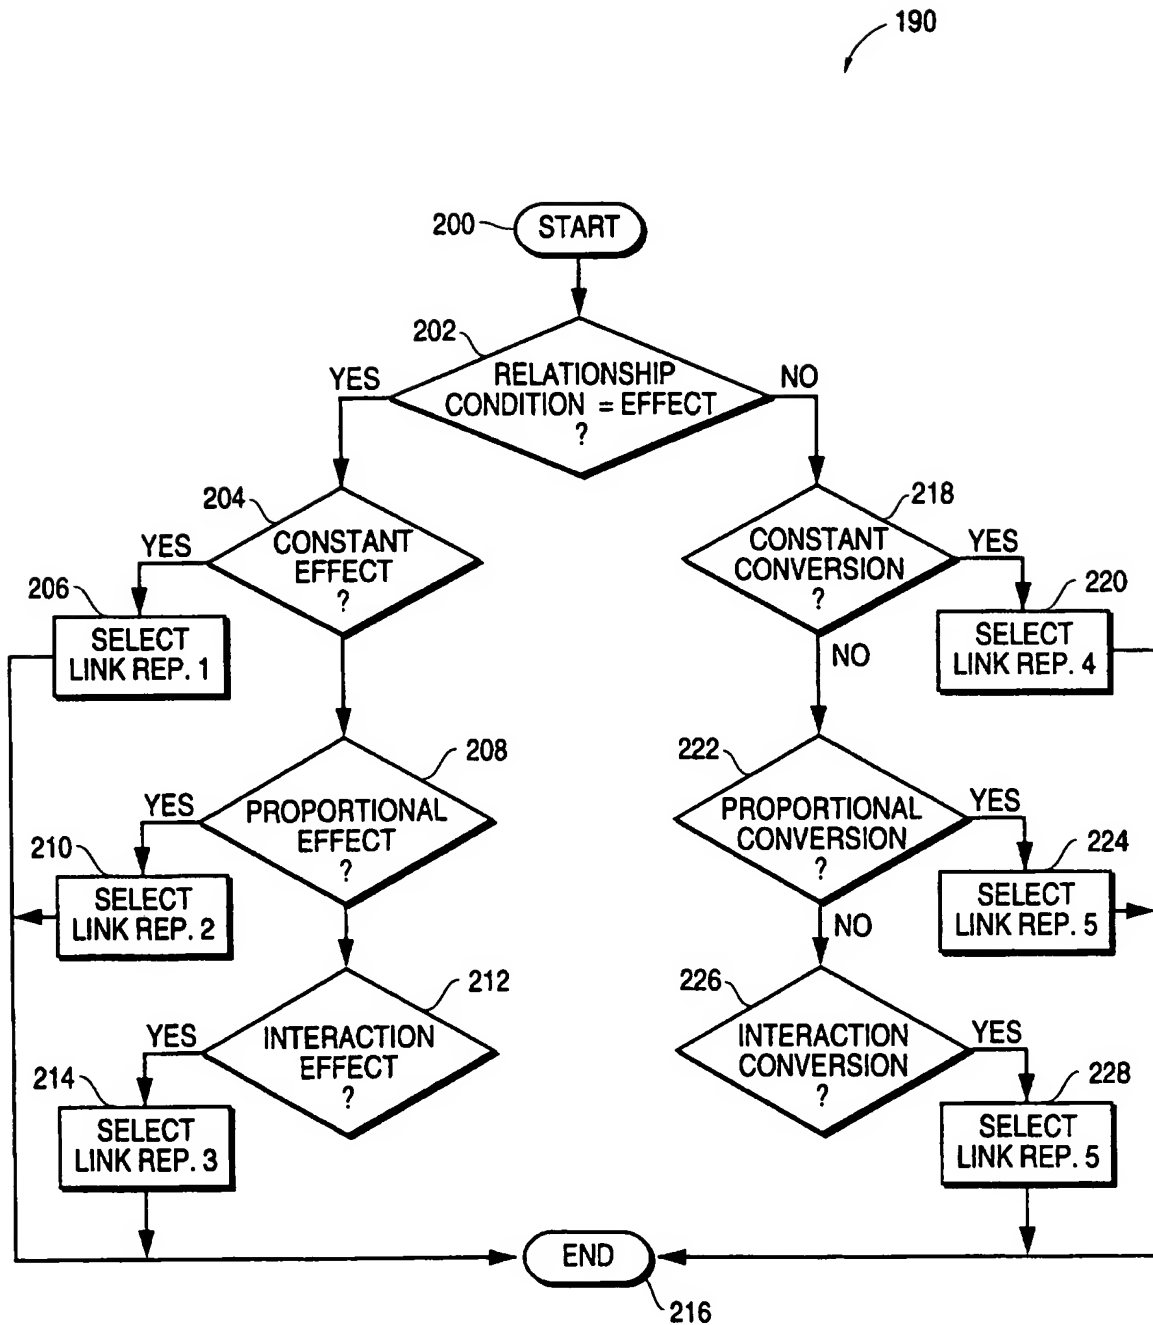 190
200
START
202
RELATIONSHIP
CONDITION = EFFECT
?
YES
NO
204
CONSTANT
EFFECT
?
YES
218
CONSTANT
CONVERSION
?
YES
NO
206
SELECT
LINK REP. 1
220
SELECT
LINK REP. 4
208
PROPORTIONAL
EFFECT
?
YES
222
PROPORTIONAL
CONVERSION
?
YES
NO
210
SELECT
LINK REP. 2
224
SELECT
LINK REP. 5
212
INTERACTION
EFFECT
?
YES
226
INTERACTION
CONVERSION
?
YES
214
SELECT
LINK REP. 3
228
SELECT
LINK REP. 5
END
216